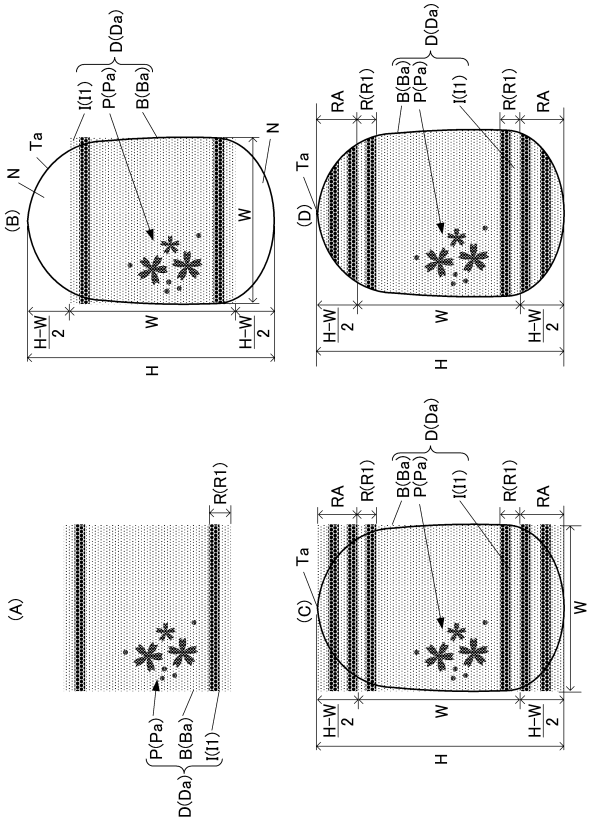 (A)
R(R1)
P(Pa)
B(Ba)
I(I1)
D(Da)
(B)
N
Ta
I(I1)
P(Pa)
B(Ba)
D(Da)
N
W
H-W
2
W
H-W
2
H
(C)
Ta
RA
R(R1)
B(Ba)
P(Pa)
I(I1)
D(Da)
R(R1)
RA
W
H-W
2
W
H-W
2
H
(D)
Ta
RA
R(R1)
B(Ba)
P(Pa)
I(I1)
D(Da)
R(R1)
RA
H-W
2
W
H-W
2
H